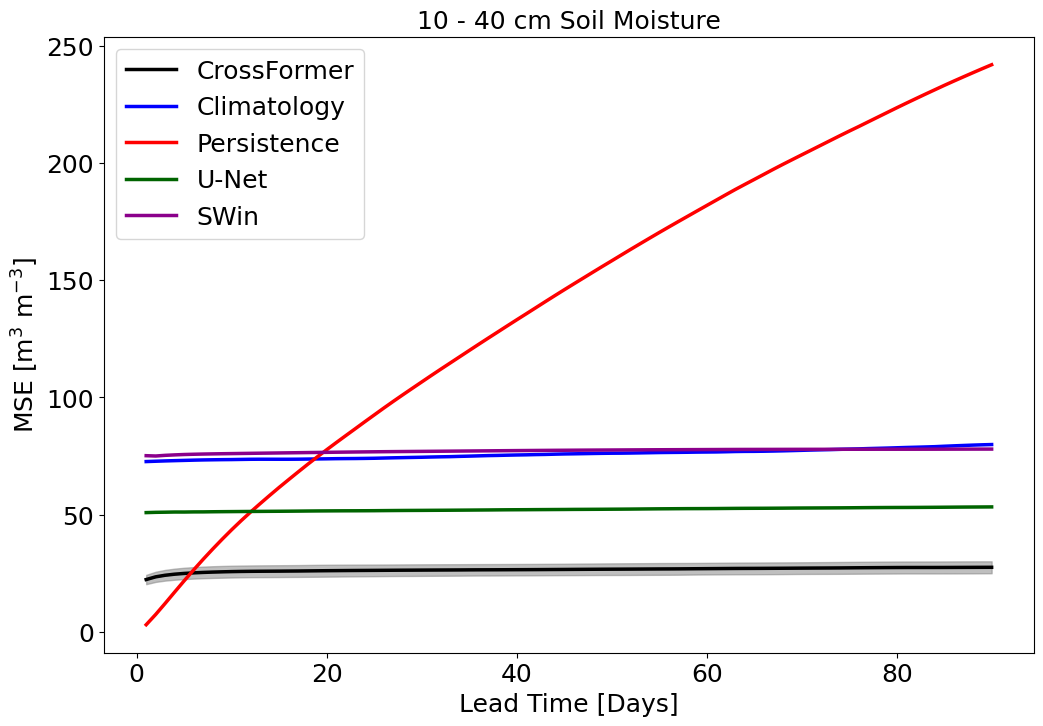 10 - 40 cm Soil Moisture
CrossFormer
Climatology
Persistence
U-Net
SWin
MSE [m³ m⁻³]
250
200
150
100
50
0
0 20 40 60 80
Lead Time [Days]